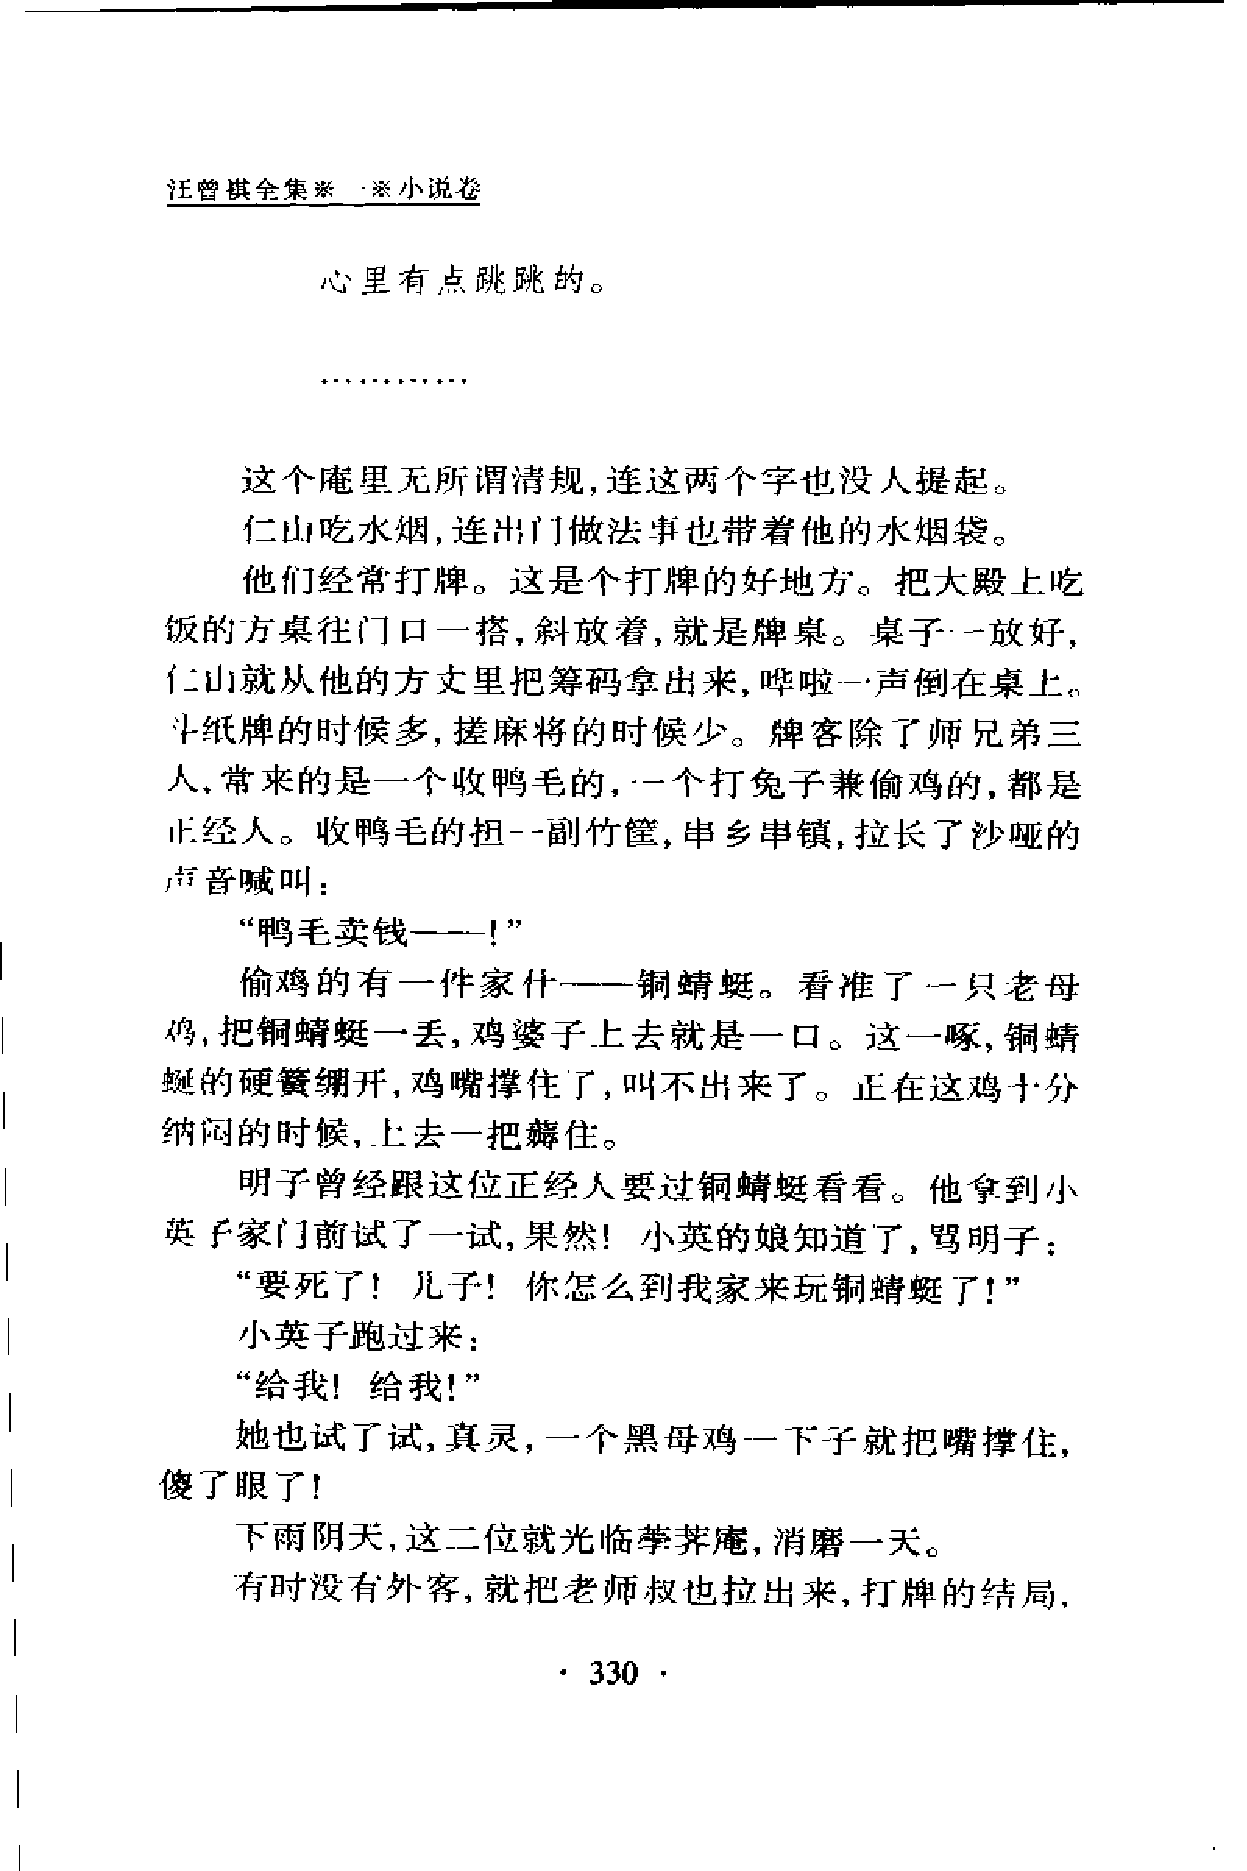 汪曾祺全集※一※小说卷
心里有点跳跳的。
…………
这个庵里无所谓清规,连这两个字也没人提起。
仁山吃水烟,连出门做法事也带着他的水烟袋。
他们经常打牌。这是个打牌的好地方。把大殿上吃
饭的方桌往门口一搭,斜放着,就是牌桌。桌子一放好,
仁山就从他的方丈里把筹码拿出来,哗啦一声倒在桌上。
斗纸牌的时候多,搓麻将的时候少。牌客除了师兄弟三
人,常来的是一个收鸭毛的,一个打兔子兼偷鸡的,都是
正经人。收鸭毛的担一副竹筐,串乡串镇,拉长了沙哑的
声音喊叫:
“鸭毛卖钱——!”
偷鸡的有一件家什——铜蜻蜓。看准了一只老母
鸡,把铜蜻蜓一丢,鸡婆子上去就是一口。这一啄,铜蜻
蜓的硬簧绷开,鸡嘴撑住了,叫不出来了。正在这鸡十分
纳闷的时候,上去一把薅住。
明子曾经跟这位正经人要过铜蜻蜓看看。他拿到小
英子家门前试了一试,果然! 小英的娘知道了,骂明子:
“要死了! 儿子! 你怎么到我家来玩铜蜻蜓了!”
小英子跑过来:
“给我! 给我!”
她也试了试,真灵,一个黑母鸡一下子就把嘴撑住,
傻了眼了!
下雨阴天,这二位就光临荸荠庵,消磨一天。
有时没有外客,就把老师叔也拉出来,打牌的结局,
· 330 ·